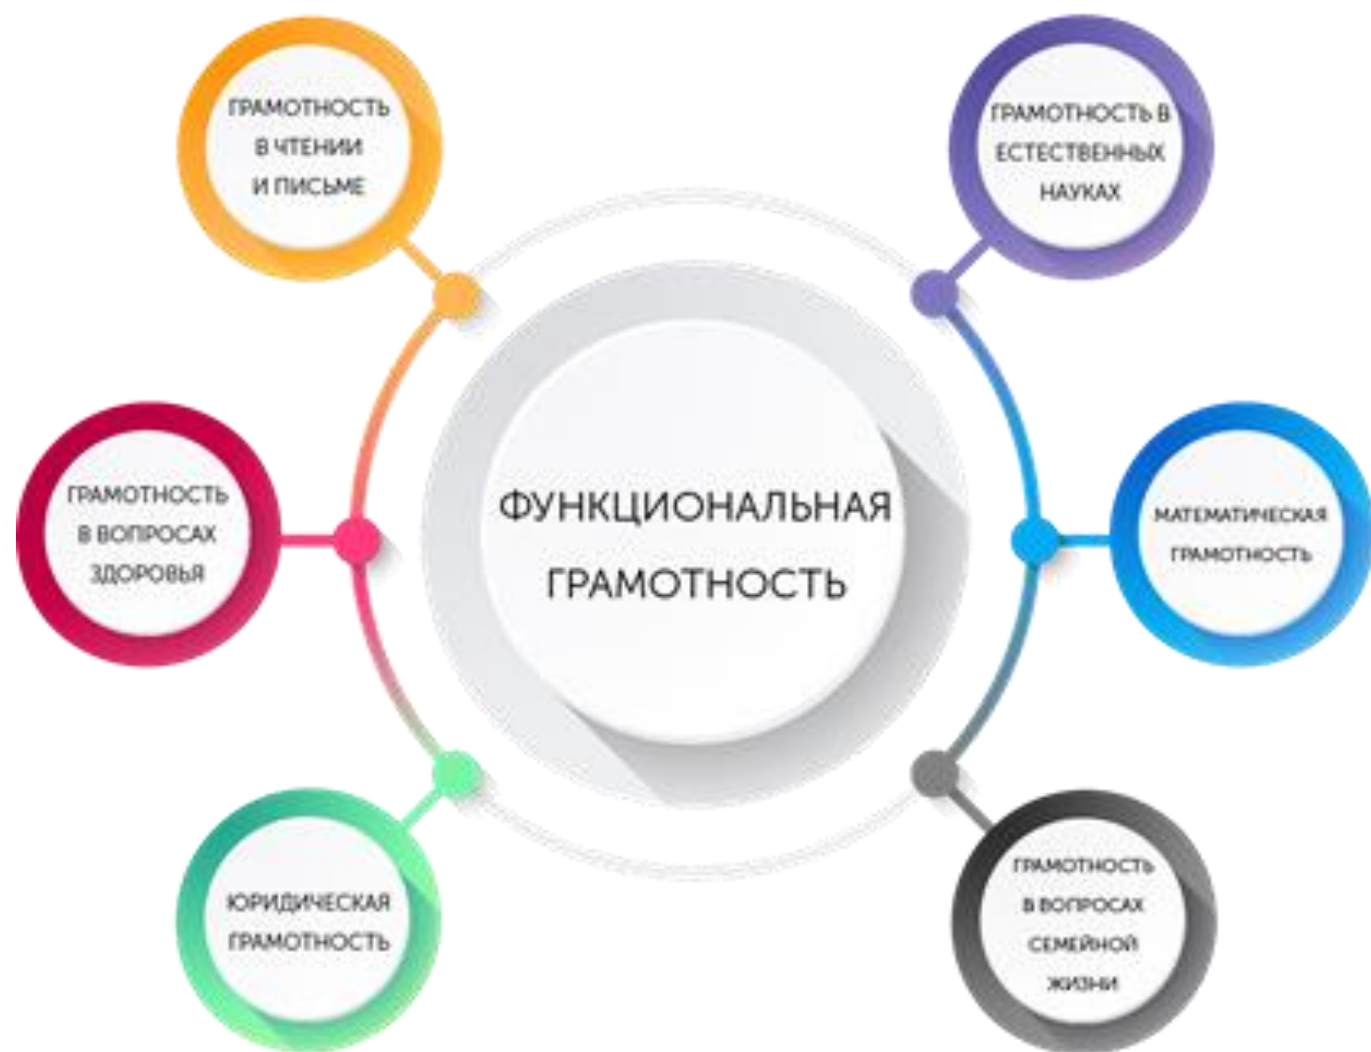 ГРАМОТНОСТЬ
В ЧТЕНИИ
И ПИСЬМЕ
ГРАМОТНОСТЬ В
ЕСТЕСТВЕННЫХ
НАУКАХ
ГРАМОТНОСТЬ
В ВОПРОСАХ
ЗДОРОВЬЯ
ФУНКЦИОНАЛЬНАЯ
ГРАМОТНОСТЬ
МАТЕМАТИЧЕСКАЯ
ГРАМОТНОСТЬ
ЮРИДИЧЕСКАЯ
ГРАМОТНОСТЬ
ГРАМОТНОСТЬ
В ВОПРОСАХ
СЕМЕЙНОЙ
ЖИЗНИ